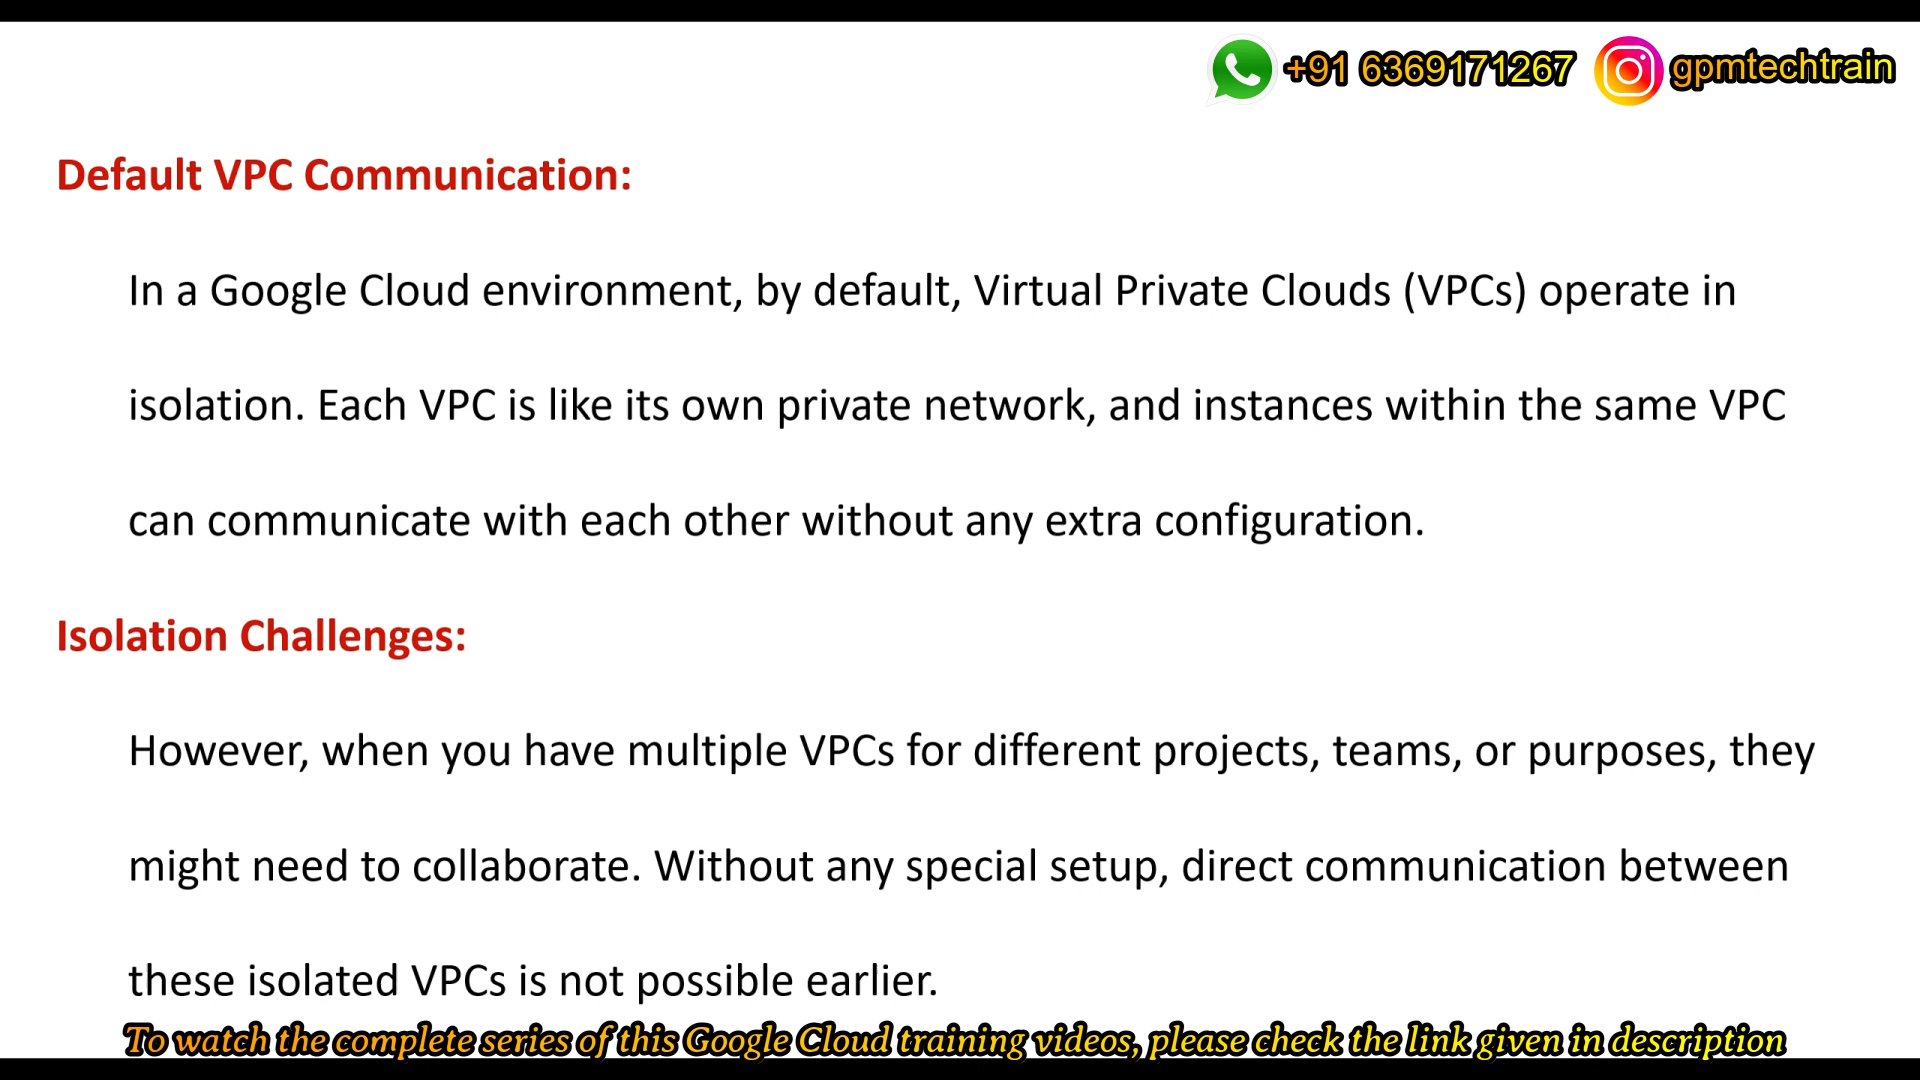 +91 6369171267 gpmtechtrain
Default VPC Communication:
In a Google Cloud environment, by default, Virtual Private Clouds (VPCs) operate in
isolation. Each VPC is like its own private network, and instances within the same VPC
can communicate with each other without any extra configuration.
Isolation Challenges:
However, when you have multiple VPCs for different projects, teams, or purposes, they
might need to collaborate. Without any special setup, direct communication between
these isolated VPCs is not possible earlier.
To watch the complete series of this Google Cloud training videos, please check the link given in description